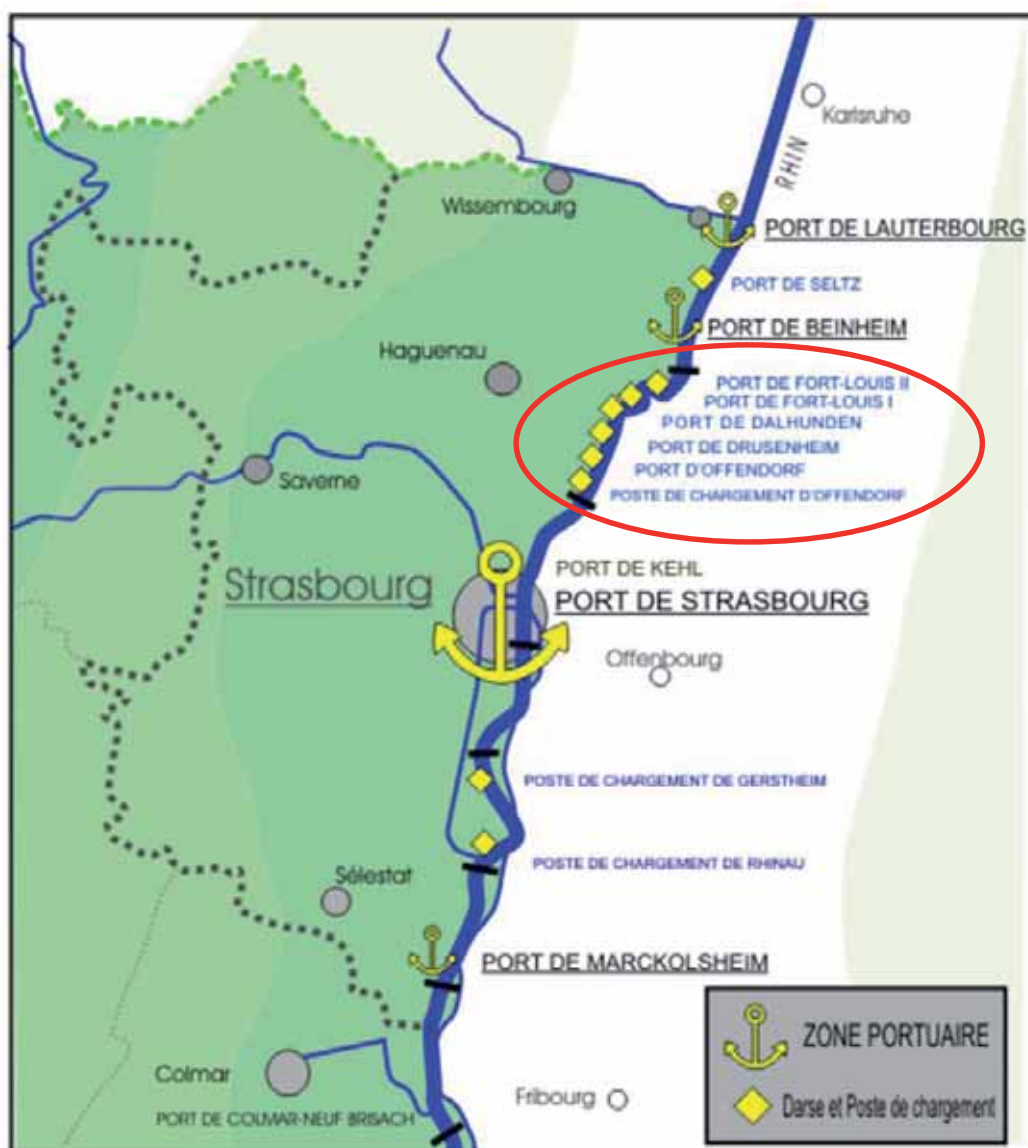 Karlsruhe
RHIN
Wissembourg
PORT DE LAUTERBOURG
PORT DE SELTZ
PORT DE BEINHEIM
Haguenau
PORT DE FORT-LOUIS II
PORT DE FORT-LOUIS I
PORT DE DALHUNDEN
PORT DE DRUSENHEIM
PORT D'OFFENDORF
POSTE DE CHARGEMENT D'OFFENDORF
Saverne
PORT DE KEHL
Strasbourg
PORT DE STRASBOURG
Offenbourg
POSTE DE CHARGEMENT DE GERSTHEIM
POSTE DE CHARGEMENT DE RHINAU
Sélestat
PORT DE MARCKOLSHEIM
ZONE PORTUAIRE
Darse et Poste de chargement
Colmar
Fribourg
PORT DE COLMAR-NEUF BRISACH